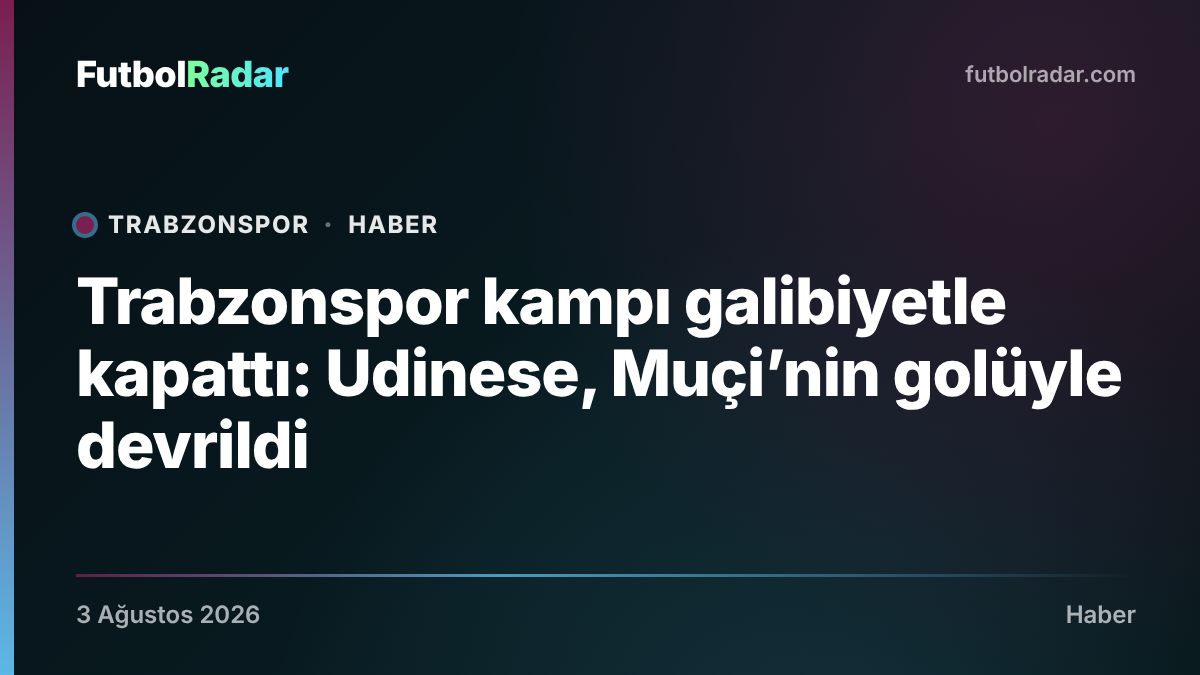 FutbolRadar
futbolradar.com
TRABZONSPOR · HABER
Trabzonspor kampı galibiyetle
kapattı: Udinese, Muçi’nin golüyle
devrildi
3 Ağustos 2026
Haber